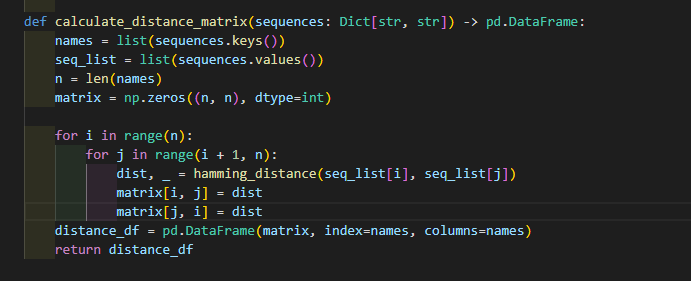 def calculate_distance_matrix(sequences: Dict[str, str]) -> pd.DataFrame:
    names = list(sequences.keys())
    seq_list = list(sequences.values())
    n = len(names)
    matrix = np.zeros((n, n), dtype=int)

    for i in range(n):
        for j in range(i + 1, n):
            dist, _ = hamming_distance(seq_list[i], seq_list[j])
            matrix[i, j] = dist
            matrix[j, i] = dist
    distance_df = pd.DataFrame(matrix, index=names, columns=names)
    return distance_df